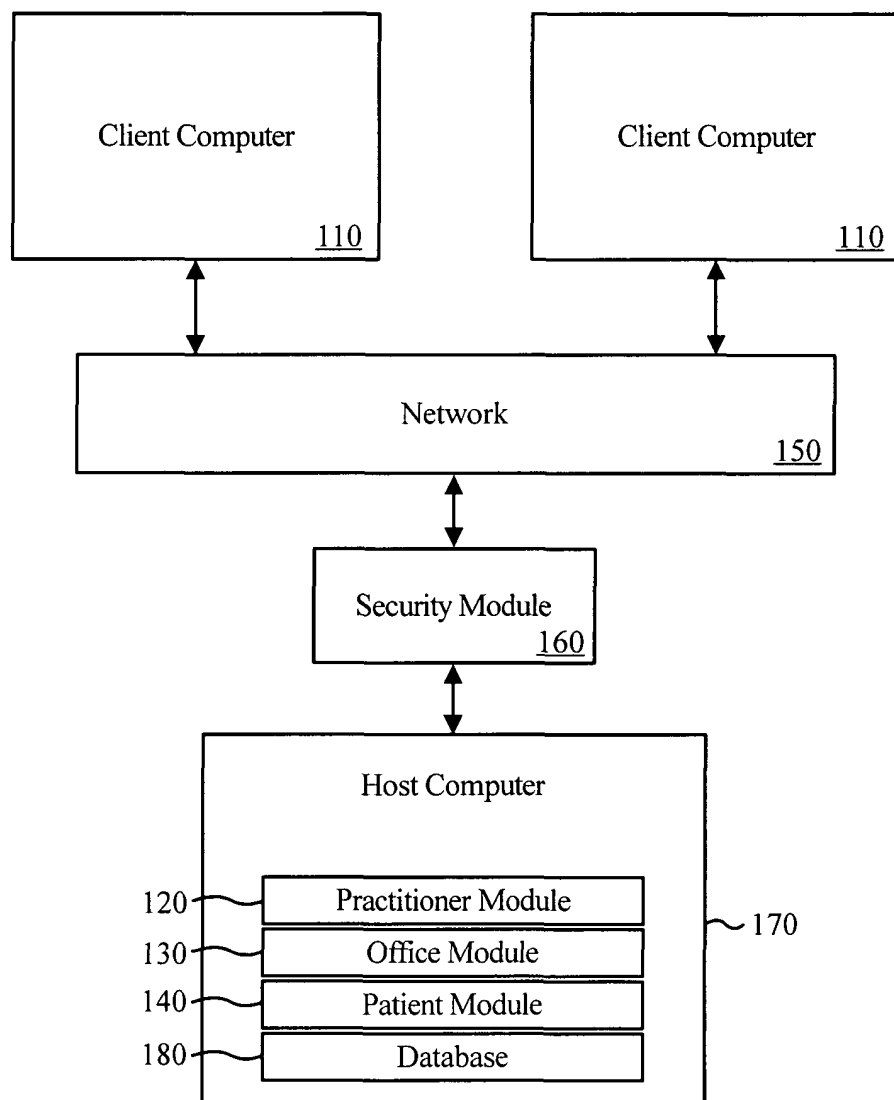 Client Computer
110
Client Computer
110
Network
150
Security Module
160
Host Computer
120
Practitioner Module
170
130
Office Module
140
Patient Module
180
Database